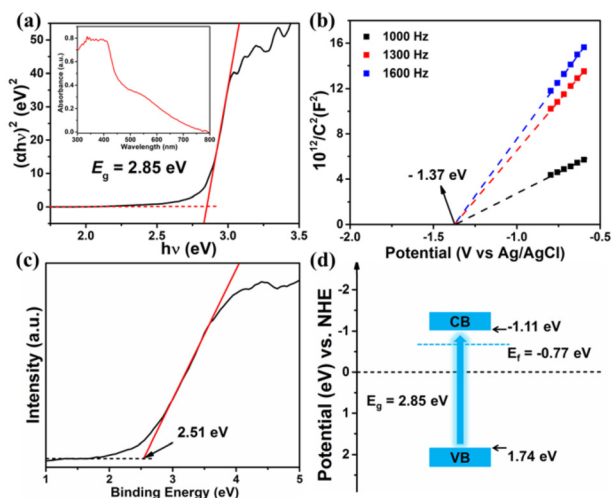 (a)
(αhν)² (eV)²
50
40
30
20
10
0
Absorbance (a.u.)
0.8
0.6
0.4
0.2
0.0
300 400 500 600 700 800
Wavelength (nm)
Eg = 2.85 eV
2.0 2.5 3.0 3.5
hν (eV)
(b)
10¹²/C² (F²)
16
12
8
4
0
1000 Hz
1300 Hz
1600 Hz
- 1.37 eV
-2.0 -1.5 -1.0 -0.5
Potential (V vs Ag/AgCl)
(c)
Intensity (a.u.)
2.51 eV
1 2 3 4 5
Binding Energy (eV)
(d)
Potential (eV) vs. NHE
-2
-1
0
1
2
CB
-1.11 eV
Ef = -0.77 eV
Eg = 2.85 eV
VB
1.74 eV